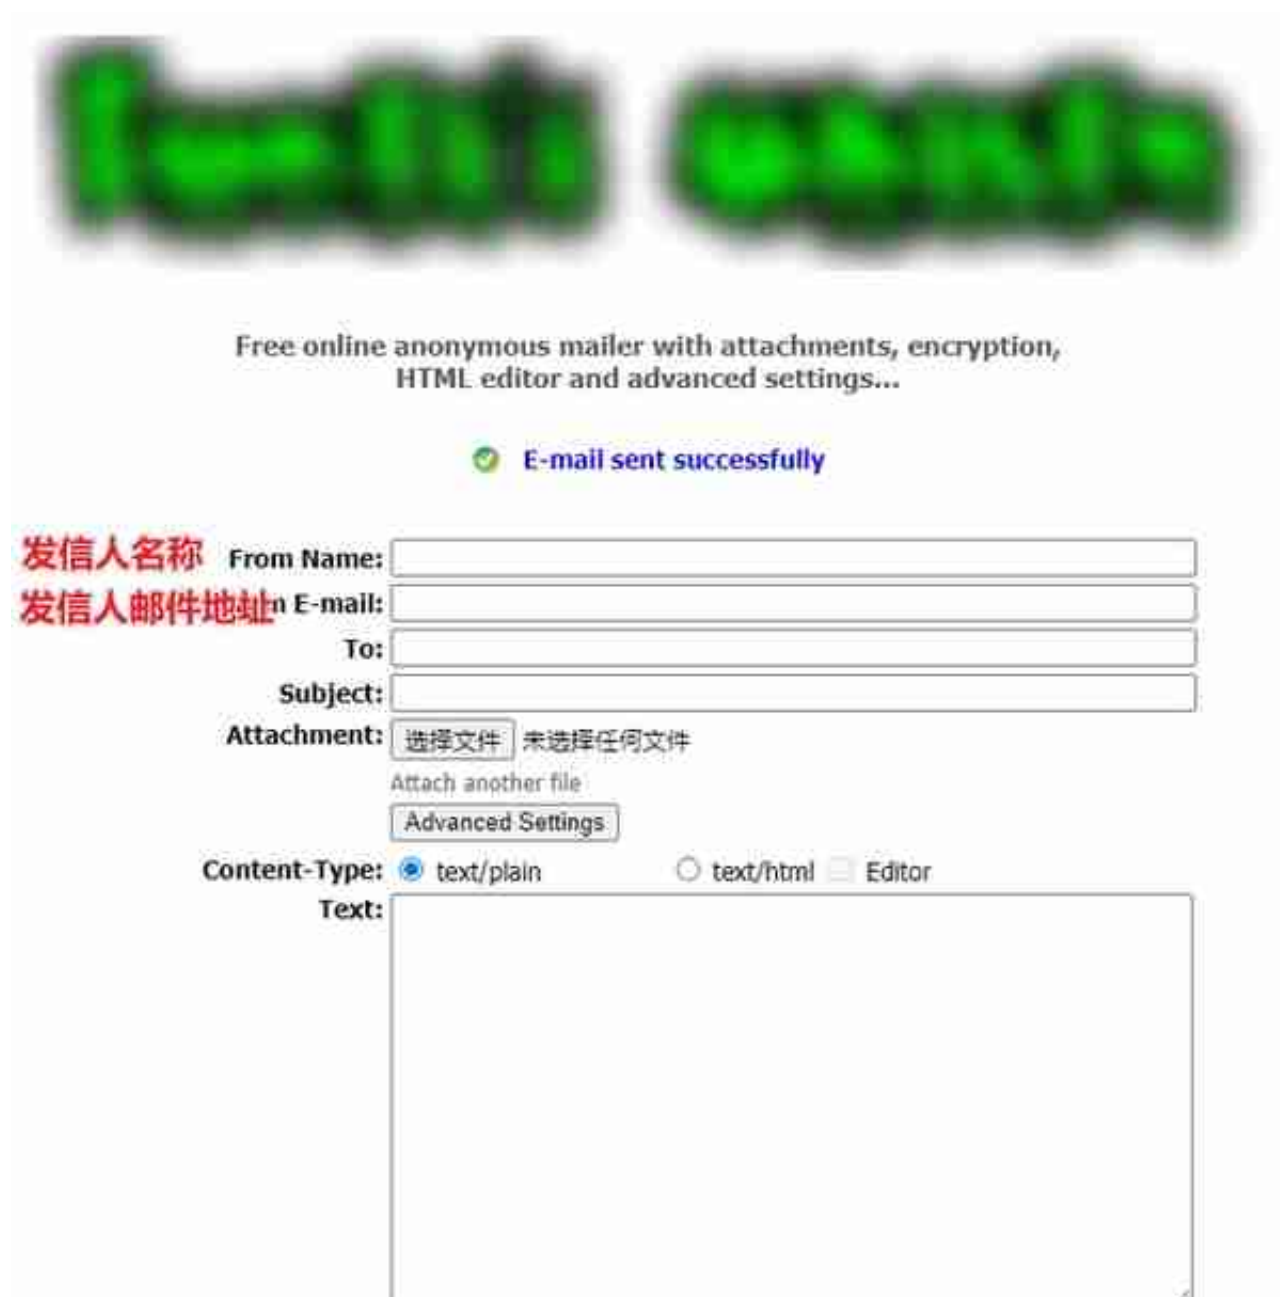 Free online anonymous mailer with attachments, encryption,
HTML editor and advanced settings...
E-mail sent successfully
发信人名称 From Name:
发信人邮件地址 E-mail:
To:
Subject:
Attachment: 选择文件 未选择任何文件
Attach another file
Advanced Settings
Content-Type: text/plain text/html Editor
Text: